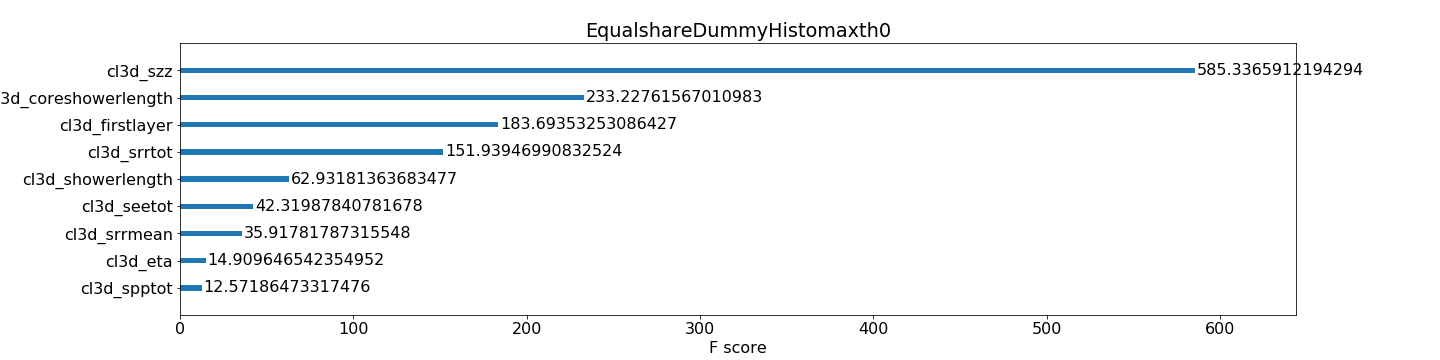 EqualshareDummyHistomaxth0
cl3d_szz 585.3365912194294
3d_coreshowerlength 233.22761567010983
cl3d_firstlayer 183.69353253086427
cl3d_srrtot 151.93946990832524
cl3d_showerlength 62.93181363683477
cl3d_seetot 42.31987840781678
cl3d_srrmean 35.91781787315548
cl3d_eta 14.909646542354952
cl3d_spptot 12.57186473317476
0 100 200 300 400 500 600
F score